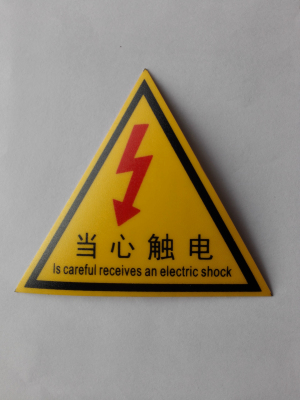 当心触电
Is careful receives an electric shock